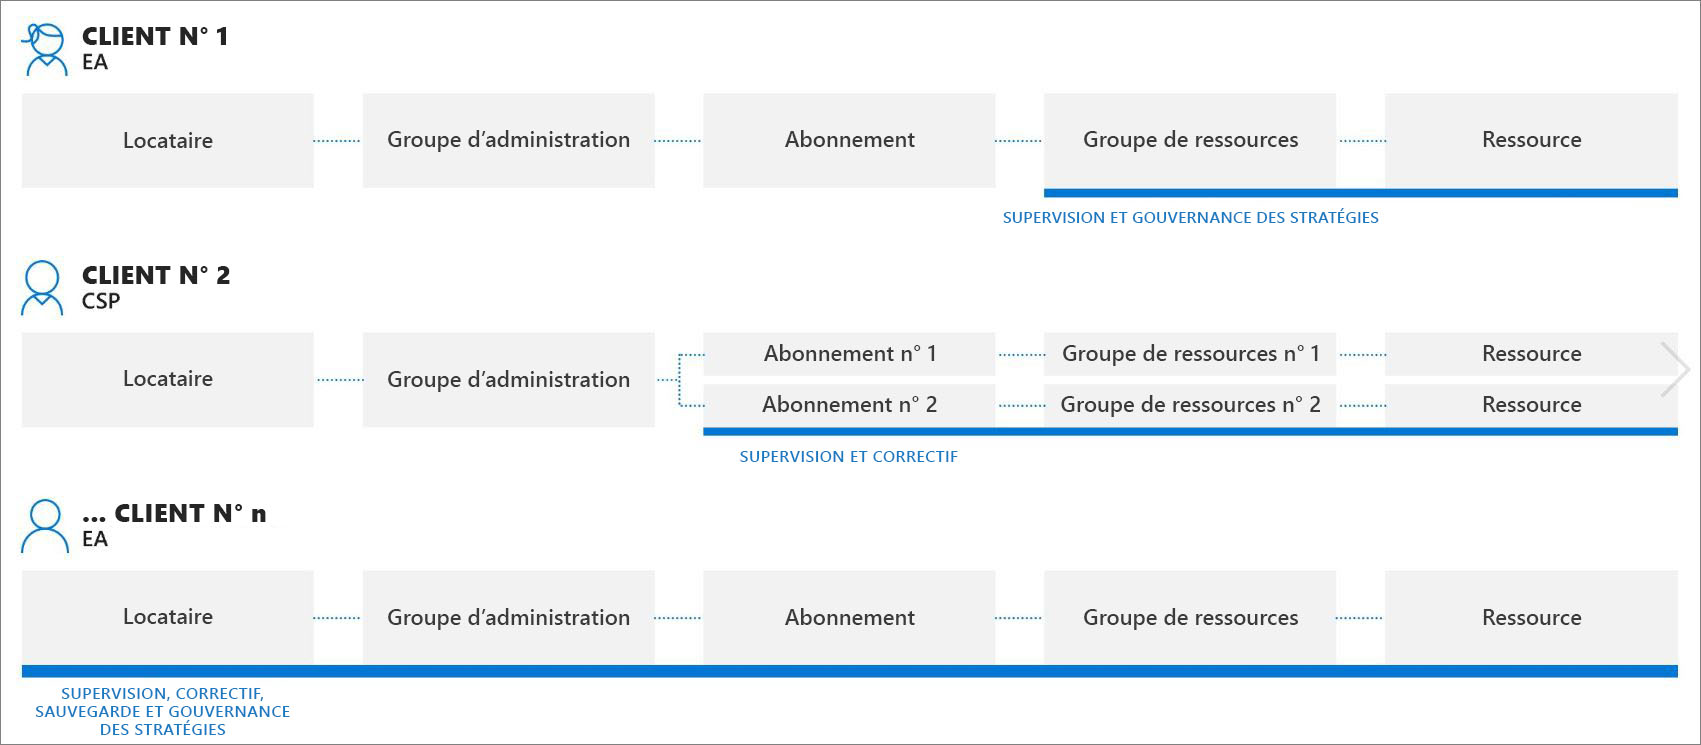 CLIENT N° 1
EA
Locataire
Groupe d’administration
Abonnement
Groupe de ressources
Ressource
SUPERVISION ET GOUVERNANCE DES STRATÉGIES
CLIENT N° 2
CSP
Locataire
Groupe d’administration
Abonnement n° 1
Groupe de ressources n° 1
Ressource
Abonnement n° 2
Groupe de ressources n° 2
Ressource
SUPERVISION ET CORRECTIF
... CLIENT N° n
EA
Locataire
Groupe d’administration
Abonnement
Groupe de ressources
Ressource
SUPERVISION, CORRECTIF,
SAUVEGARDE ET GOUVERNANCE
DES STRATÉGIES